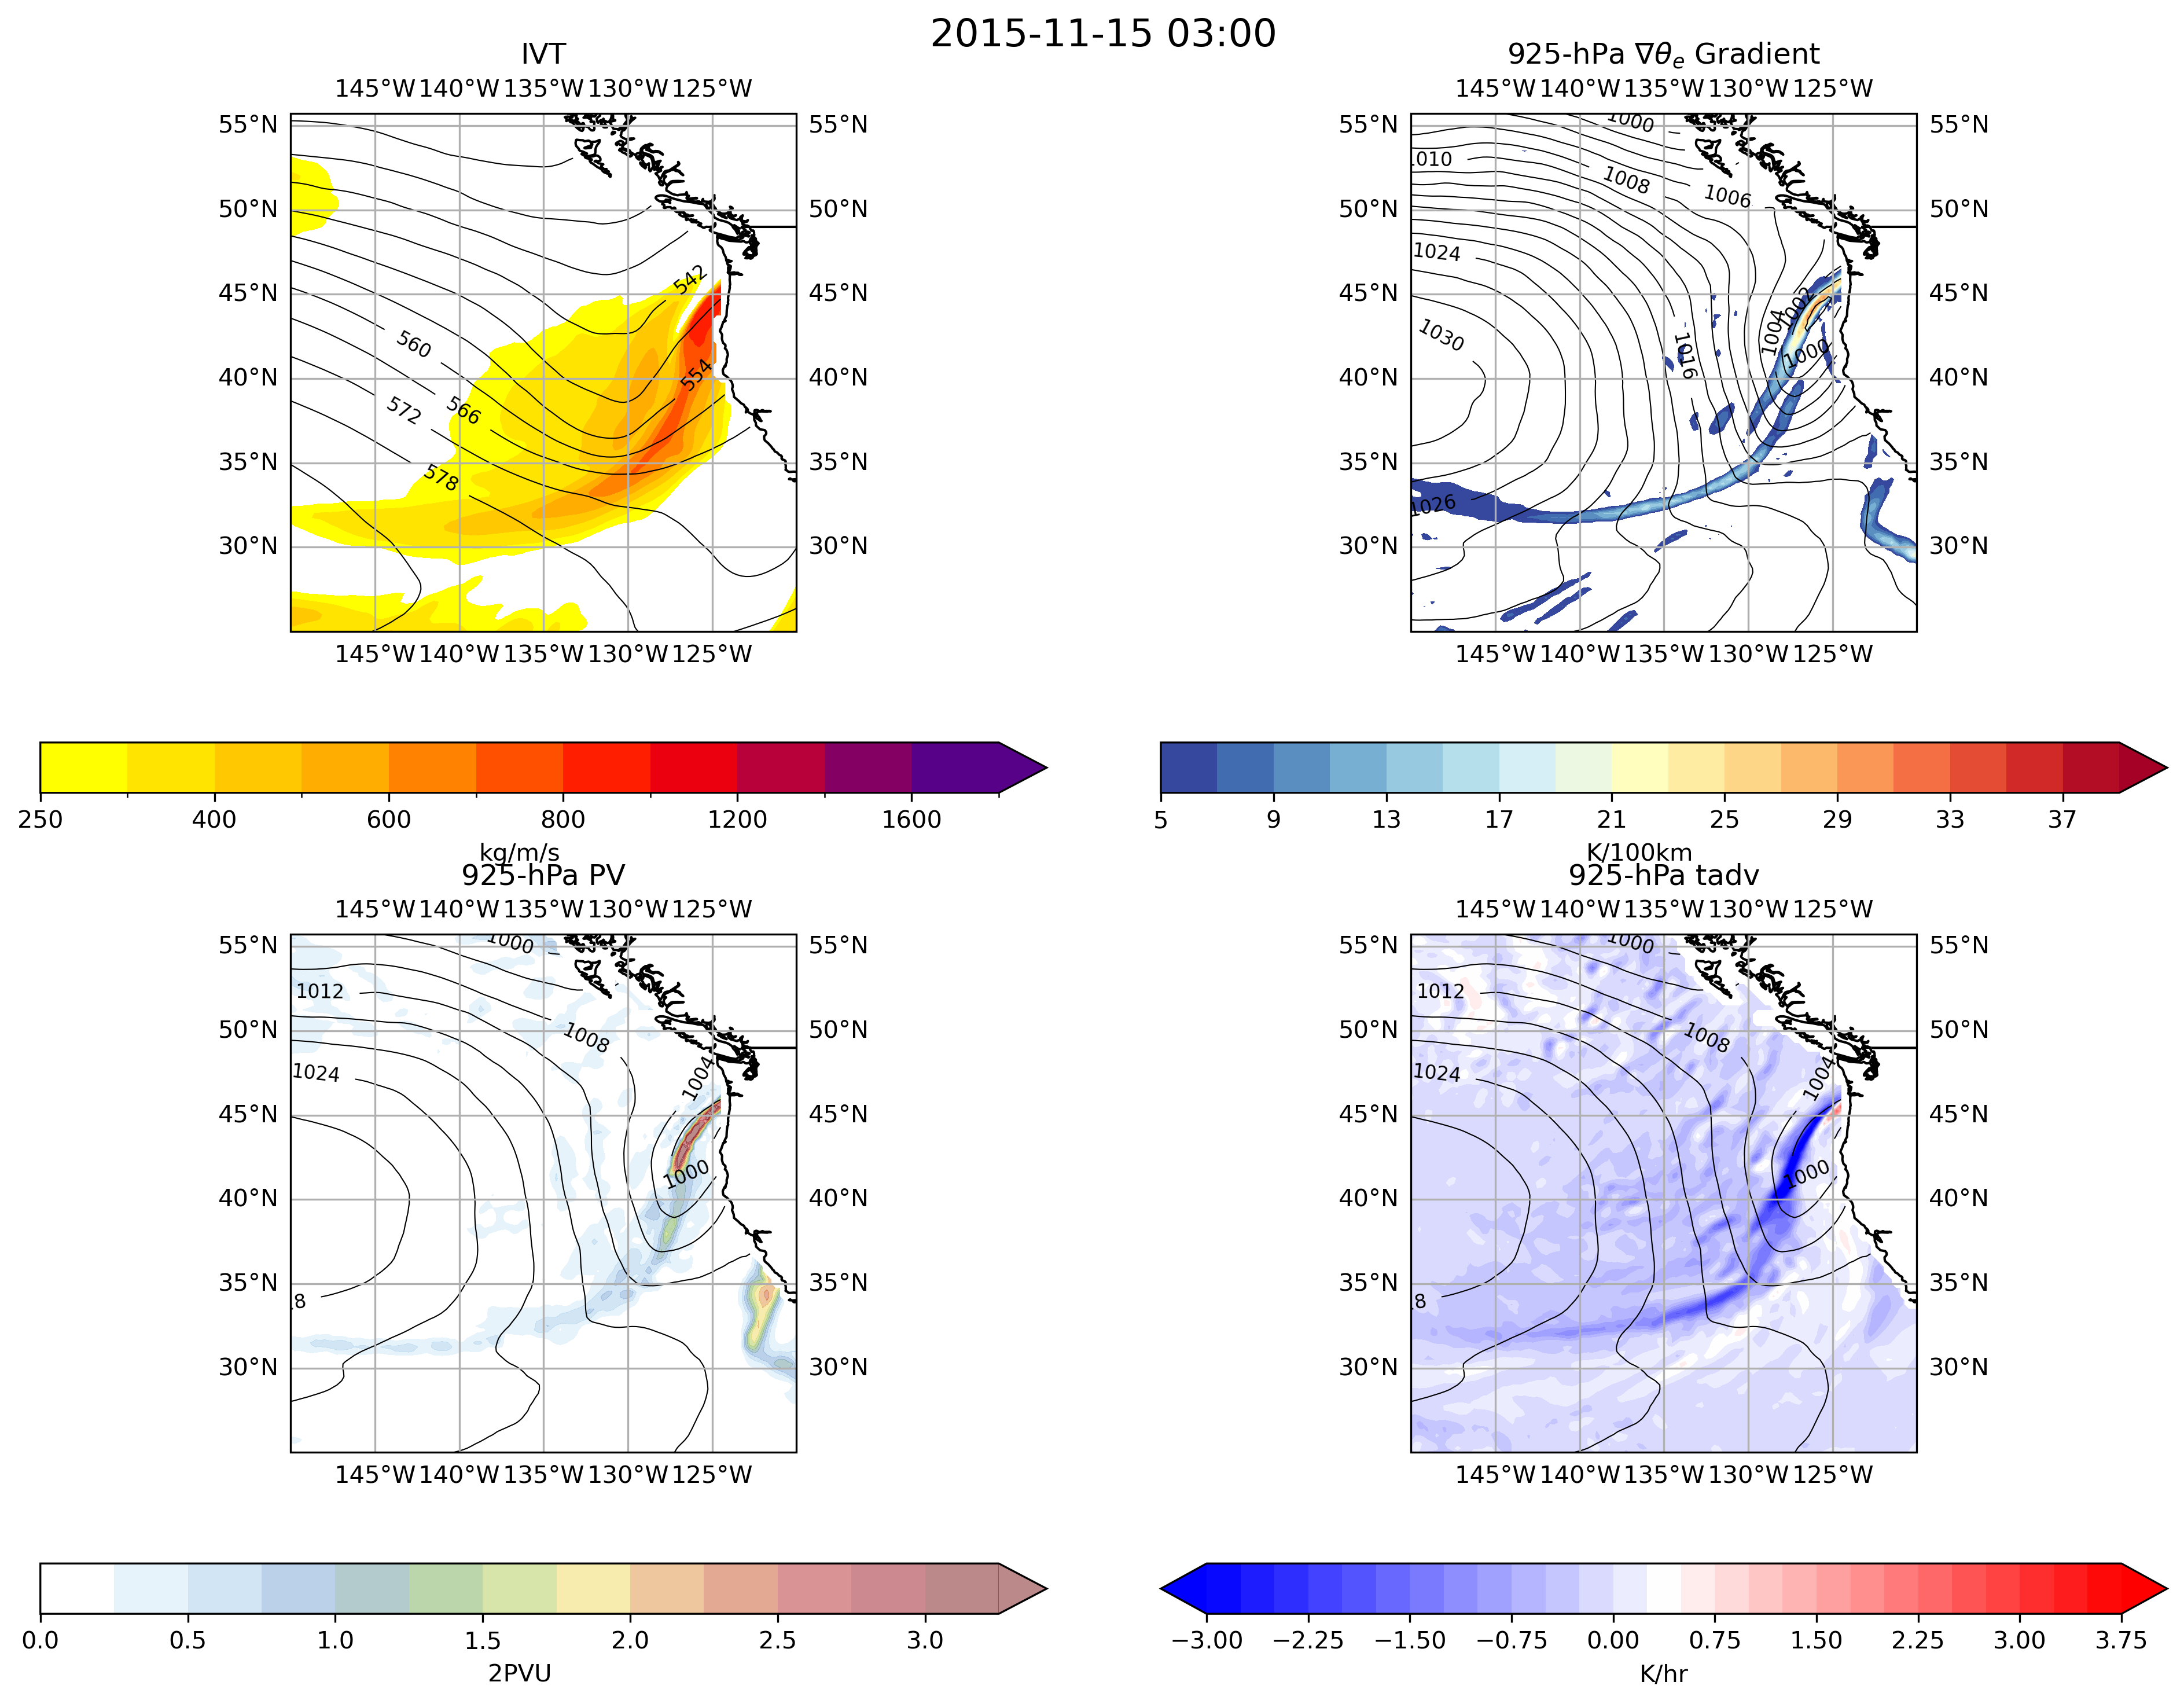 2015-11-15 03:00
IVT
145°W 140°W 135°W 130°W 125°W
55°N 55°N
50°N 50°N
45°N 45°N
40°N 40°N
35°N 35°N
30°N 30°N
542
560
554
572
566
578
145°W 140°W 135°W 130°W 125°W
250 400 600 800 1200 1600
kg/m/s
925-hPa ∇θe Gradient
145°W 140°W 135°W 130°W 125°W
55°N 55°N
50°N 50°N
45°N 45°N
40°N 40°N
35°N 35°N
30°N 30°N
1000
.010
1008
1006
1024
1002
1030
1004
1016
1000
1026
145°W 140°W 135°W 130°W 125°W
5 9 13 17 21 25 29 33 37
K/100km
925-hPa PV
145°W 140°W 135°W 130°W 125°W
55°N 55°N
50°N 50°N
45°N 45°N
40°N 40°N
35°N 35°N
30°N 30°N
1000
1012
1008
1024
1004
1000
.8
145°W 140°W 135°W 130°W 125°W
0.0 0.5 1.0 1.5 2.0 2.5 3.0
2PVU
925-hPa tadv
145°W 140°W 135°W 130°W 125°W
55°N 55°N
50°N 50°N
45°N 45°N
40°N 40°N
35°N 35°N
30°N 30°N
1000
1012
1008
1024
1004
1000
.8
145°W 140°W 135°W 130°W 125°W
−3.00 −2.25 −1.50 −0.75 0.00 0.75 1.50 2.25 3.00 3.75
K/hr